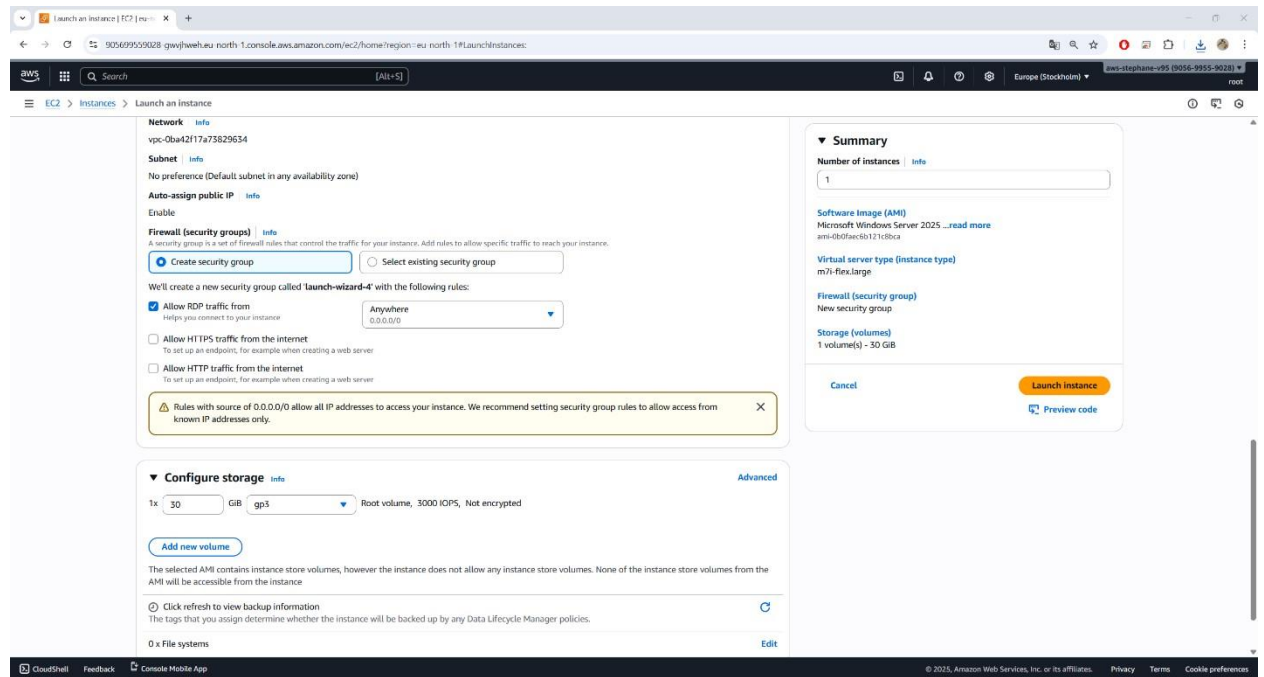 Launch an instance | EC2 | eu-n
905699559028-gwvjhweh.eu-north-1.console.aws.amazon.com/ec2/home?region=eu-north-1#LaunchInstances:
aws
Search
[Alt+S]
Europe (Stockholm)
aws-stephane-v95 (9056-9955-9028)
root
EC2 > Instances > Launch an instance
Network Info
vpc-0ba42f17a73829634
Subnet Info
No preference (Default subnet in any availability zone)
Auto-assign public IP Info
Enable
Firewall (security groups) Info
A security group is a set of firewall rules that control the traffic for your instance. Add rules to allow specific traffic to reach your instance.
Create security group
Select existing security group
We'll create a new security group called 'launch-wizard-4' with the following rules:
Allow RDP traffic from
Helps you connect to your instance
Anywhere
0.0.0.0/0
Allow HTTPS traffic from the internet
To set up an endpoint, for example when creating a web server
Allow HTTP traffic from the internet
To set up an endpoint, for example when creating a web server
Rules with source of 0.0.0.0/0 allow all IP addresses to access your instance. We recommend setting security group rules to allow access from
known IP addresses only.
Configure storage Info
Advanced
1x 30 GiB gp3 Root volume, 3000 IOPS, Not encrypted
Add new volume
The selected AMI contains instance store volumes, however the instance does not allow any instance store volumes. None of the instance store volumes from the
AMI will be accessible from the instance
Click refresh to view backup information
The tags that you assign determine whether the instance will be backed up by any Data Lifecycle Manager policies.
0 x File systems
Edit
Summary
Number of instances Info
1
Software Image (AMI)
Microsoft Windows Server 2025 ...read more
ami-0b0faec6b121c8bca
Virtual server type (instance type)
m7i-flex.large
Firewall (security group)
New security group
Storage (volumes)
1 volume(s) - 30 GiB
Cancel
Launch instance
Preview code
CloudShell Feedback Console Mobile App
© 2025, Amazon Web Services, Inc. or its affiliates. Privacy Terms Cookie preferences